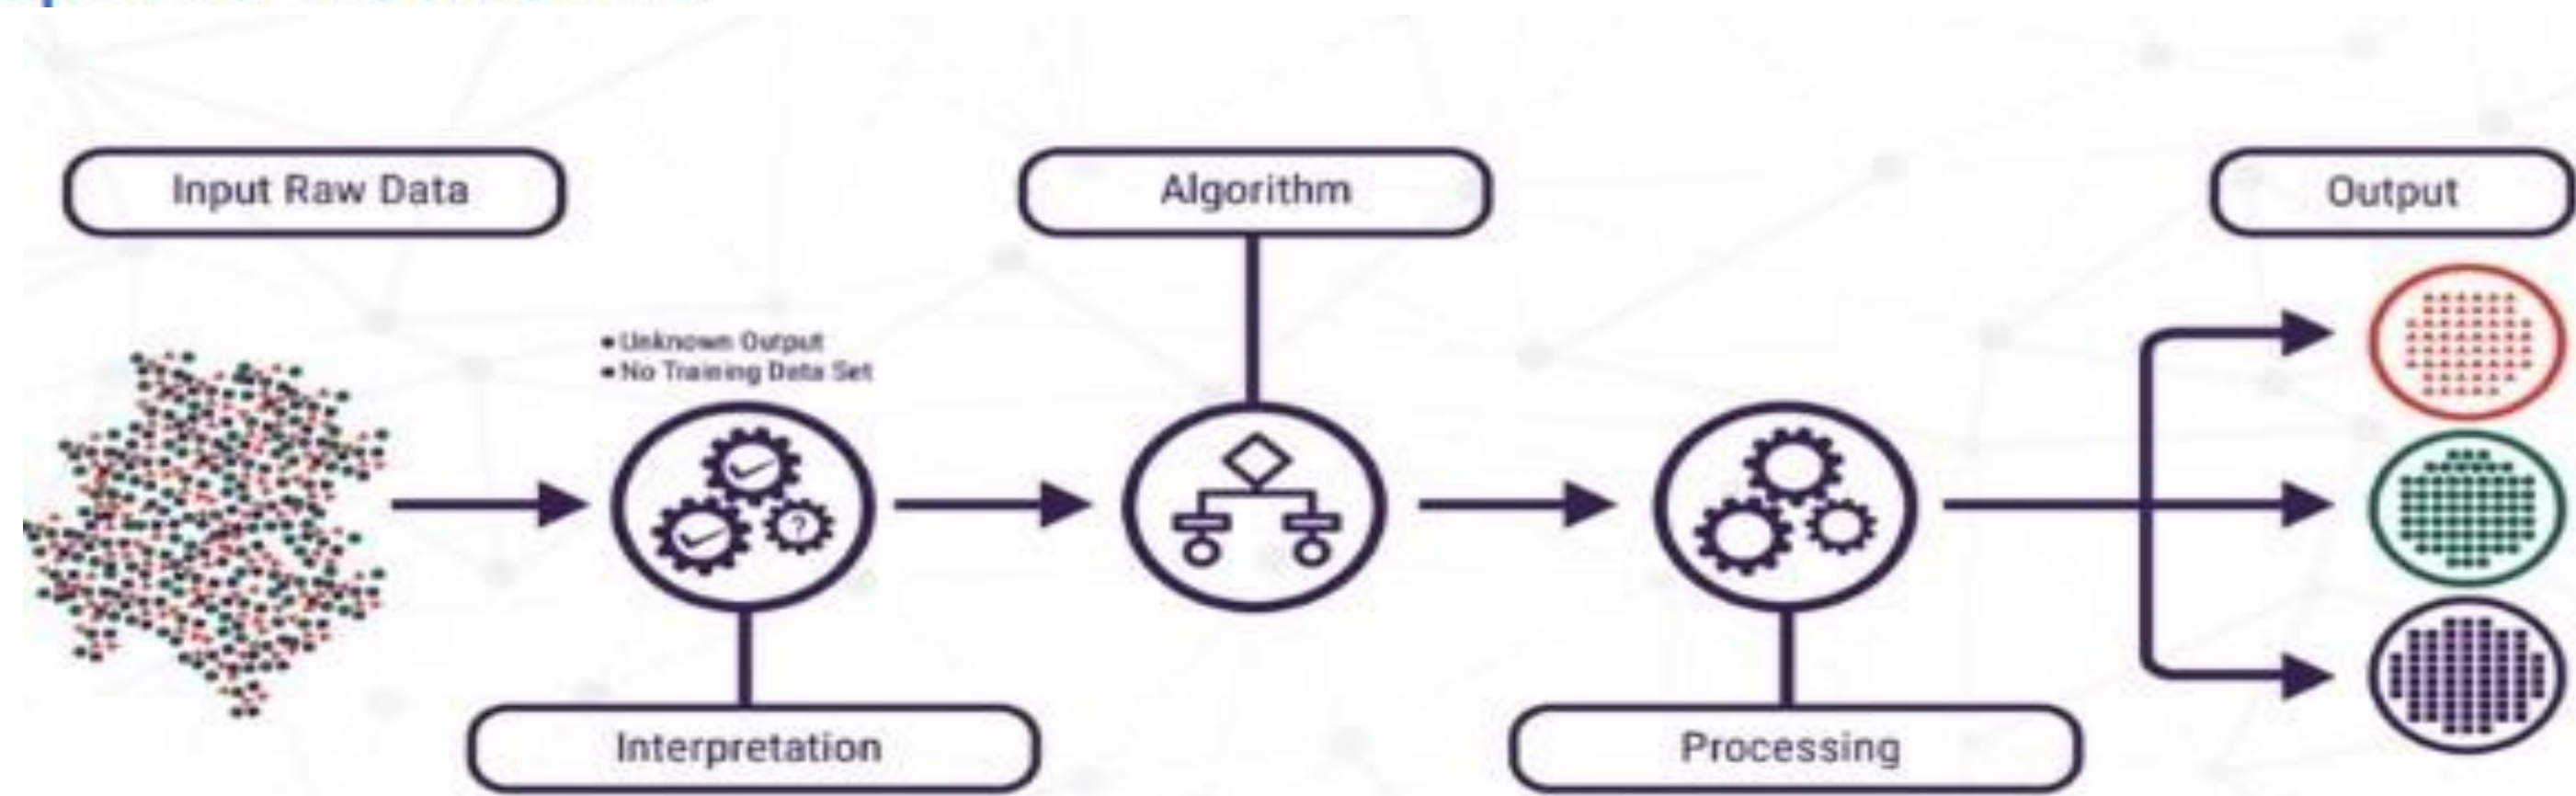 Input Raw Data
Algorithm
Output
• Unknown Output
• No Training Data Set
?
Interpretation
Processing